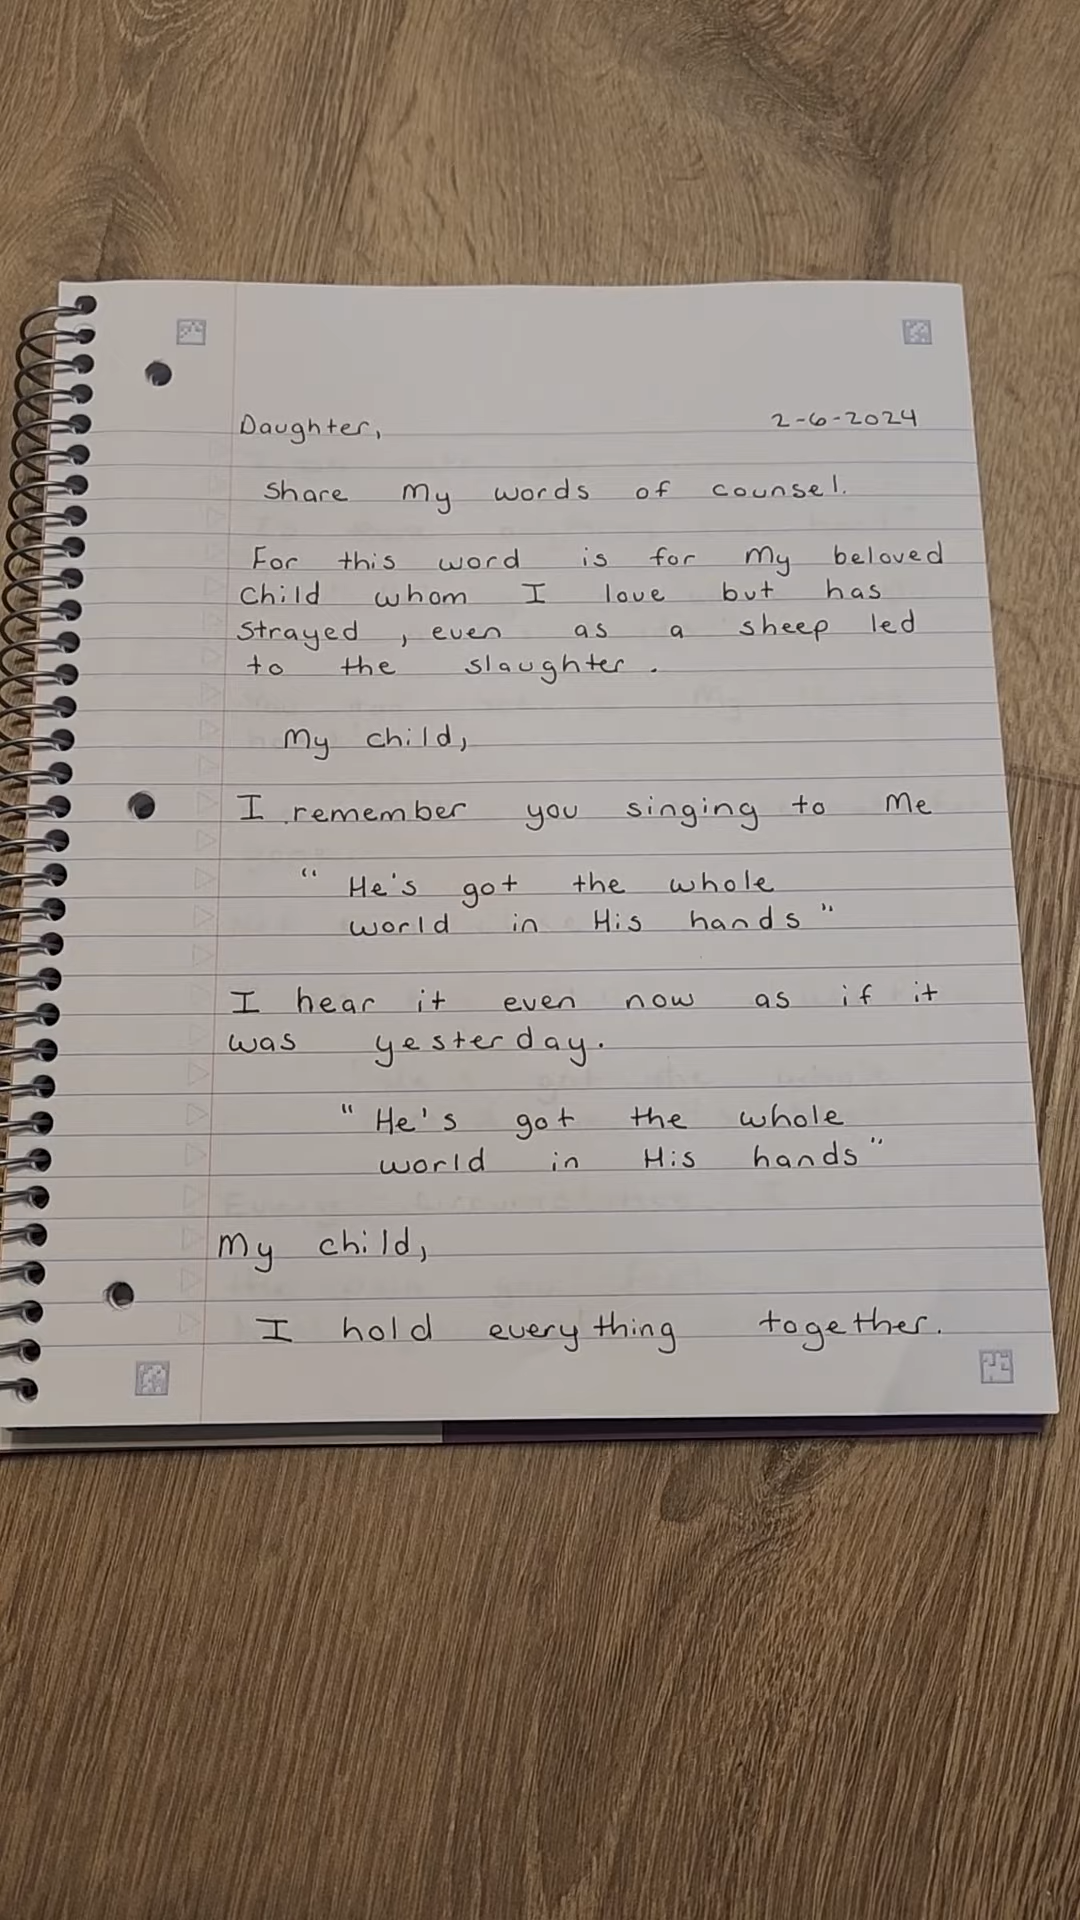 Daughter, 2-6-2024
Share My words of counsel.
For this word is for My beloved
child whom I love but has
strayed, even as a sheep led
to the slaughter.
My child,
I remember you singing to Me
"He's got the whole
world in His hands"
I hear it even now as if it
was yesterday.
"He's got the whole
world in His hands"
My child,
I hold everything together.